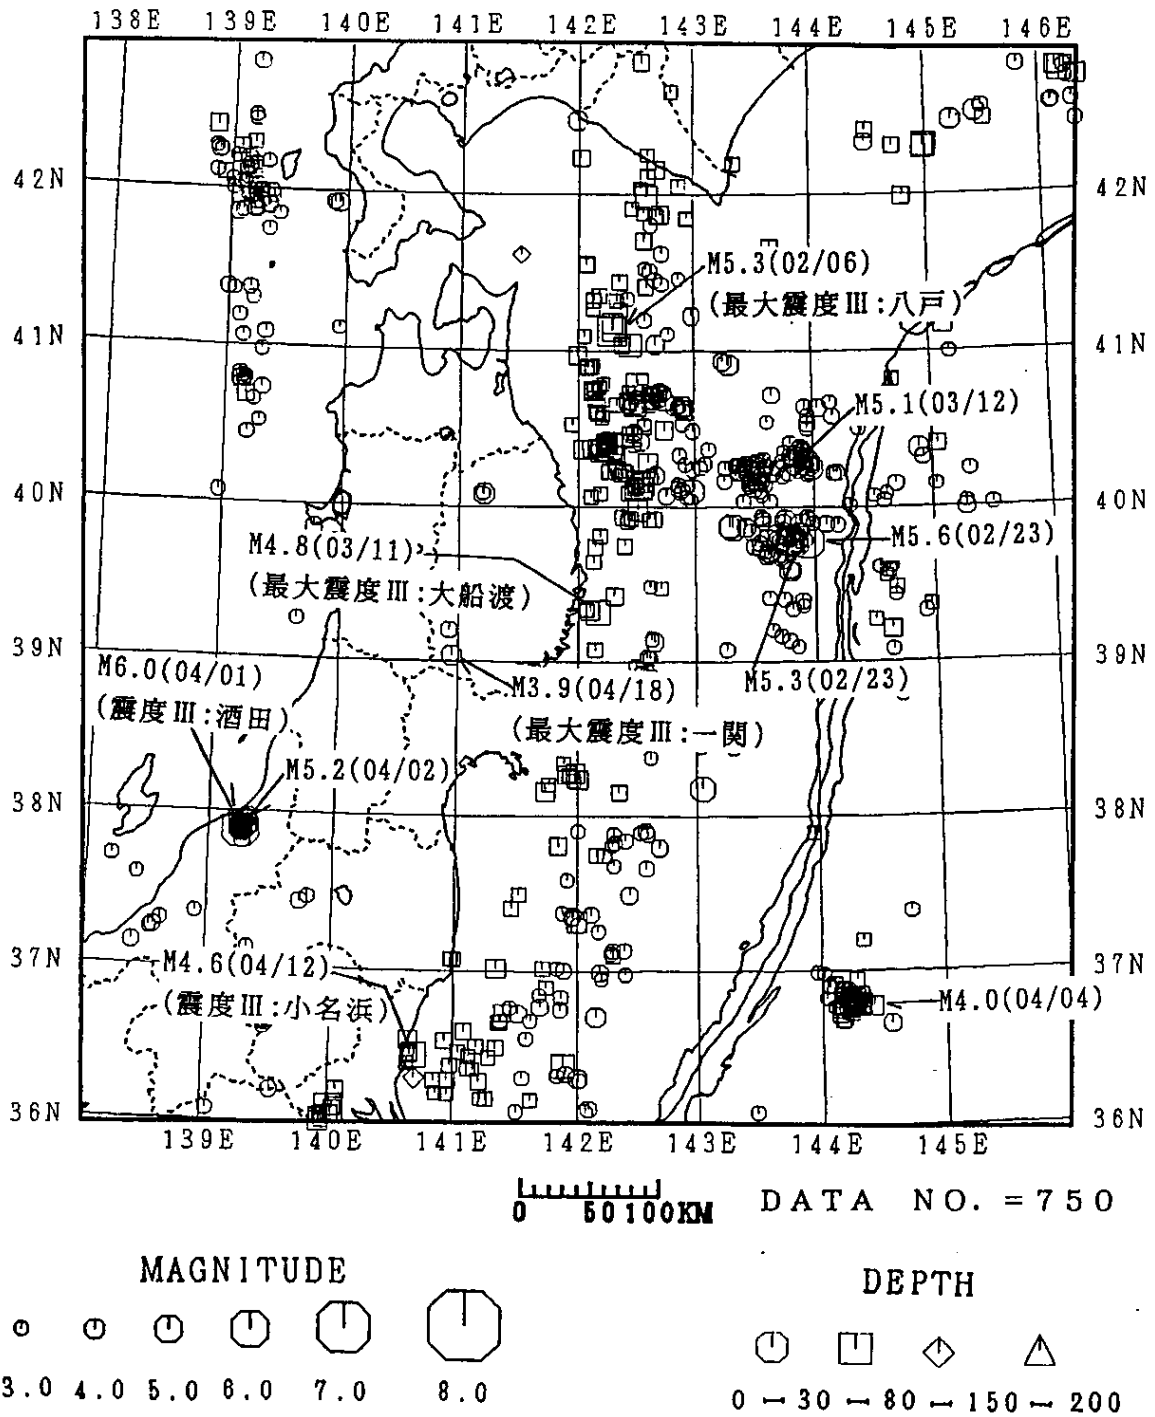 138E 139E 140E 141E 142E 143E 144E 145E 146E
42N 42N
M5.3(02/06)
(最大震度Ⅲ:八戸)
41N 41N
M5.1(03/12)
40N 40N
M4.8(03/11) M5.6(02/23)
(最大震度Ⅲ:大船渡)
39N 39N
M6.0(04/01) M3.9(04/18) M5.3(02/23)
(震度Ⅲ:酒田) (最大震度Ⅲ:一関)
M5.2(04/02)
38N 38N
37N 37N
M4.6(04/12) M4.0(04/04)
(震度Ⅲ:小名浜)
36N 36N
139E 140E 141E 142E 143E 144E 145E
0 50 100KM DATA NO. =750
MAGNITUDE DEPTH
3.0 4.0 5.0 6.0 7.0 8.0
0 – 30 – 80 – 150 – 200